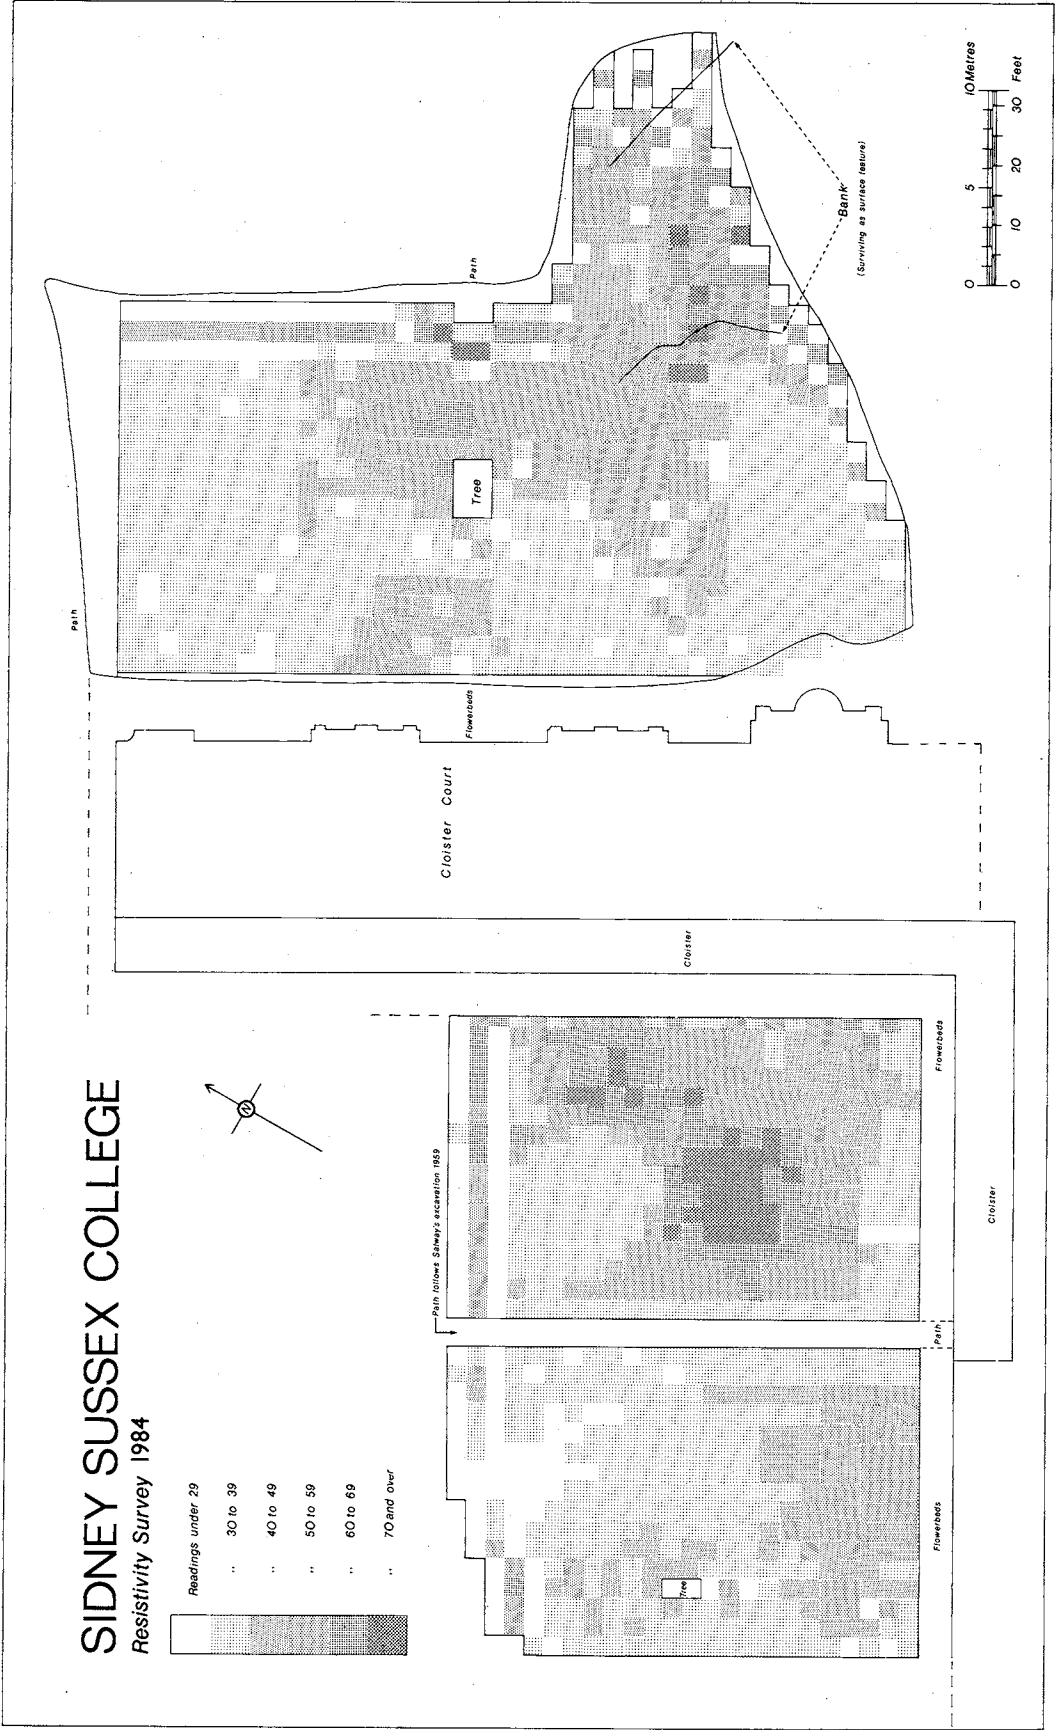 SIDNEY SUSSEX COLLEGE
Resistivity Survey 1984
Readings under 29
" 30 to 39
" 40 to 49
" 50 to 59
" 60 to 69
" 70 and over
N
Path follows Salway's excavation 1959
Tree
Flowerbeds
Path
Flowerbeds
Cloister
Cloister
Cloister Court
Flowerbeds
Path
Tree
Path
Bank
(Surviving as surface feature)
0 5 10 Metres
0 10 20 30 Feet